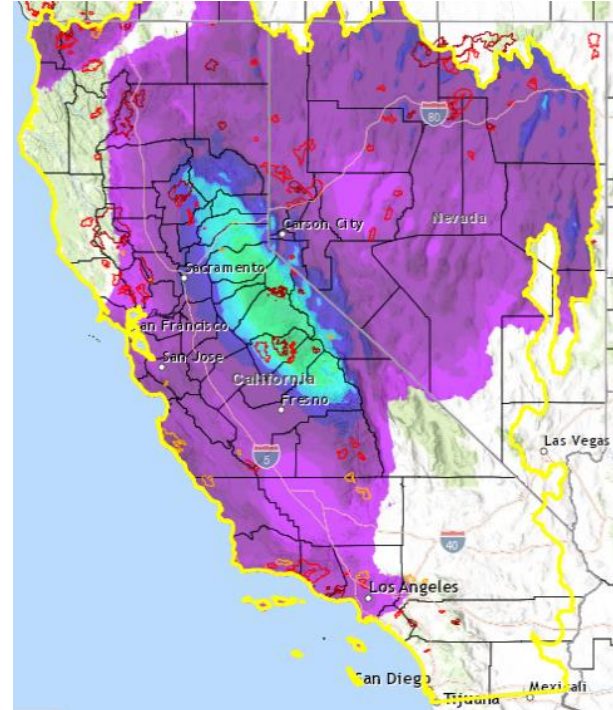 80
Carson City
Nevada
Sacramento
an Francisco
San Jose
California
Fresno
5
Las Vegas
40
Los Angeles
San Diego
Tijuana
Mexicali